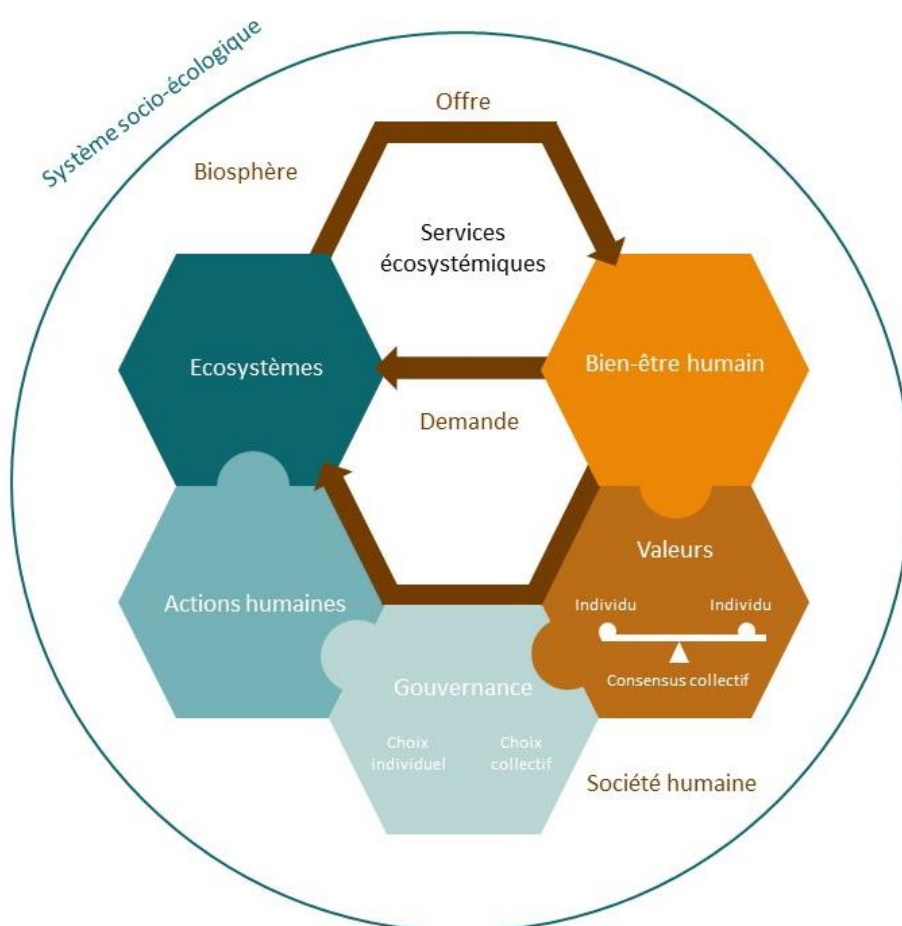 Système socio-écologique
Offre
Biosphère
Services
écosystémiques
Ecosystèmes
Bien-être humain
Demande
Valeurs
Individu
Individu
Consensus collectif
Actions humaines
Gouvernance
Choix
individuel
Choix
collectif
Société humaine